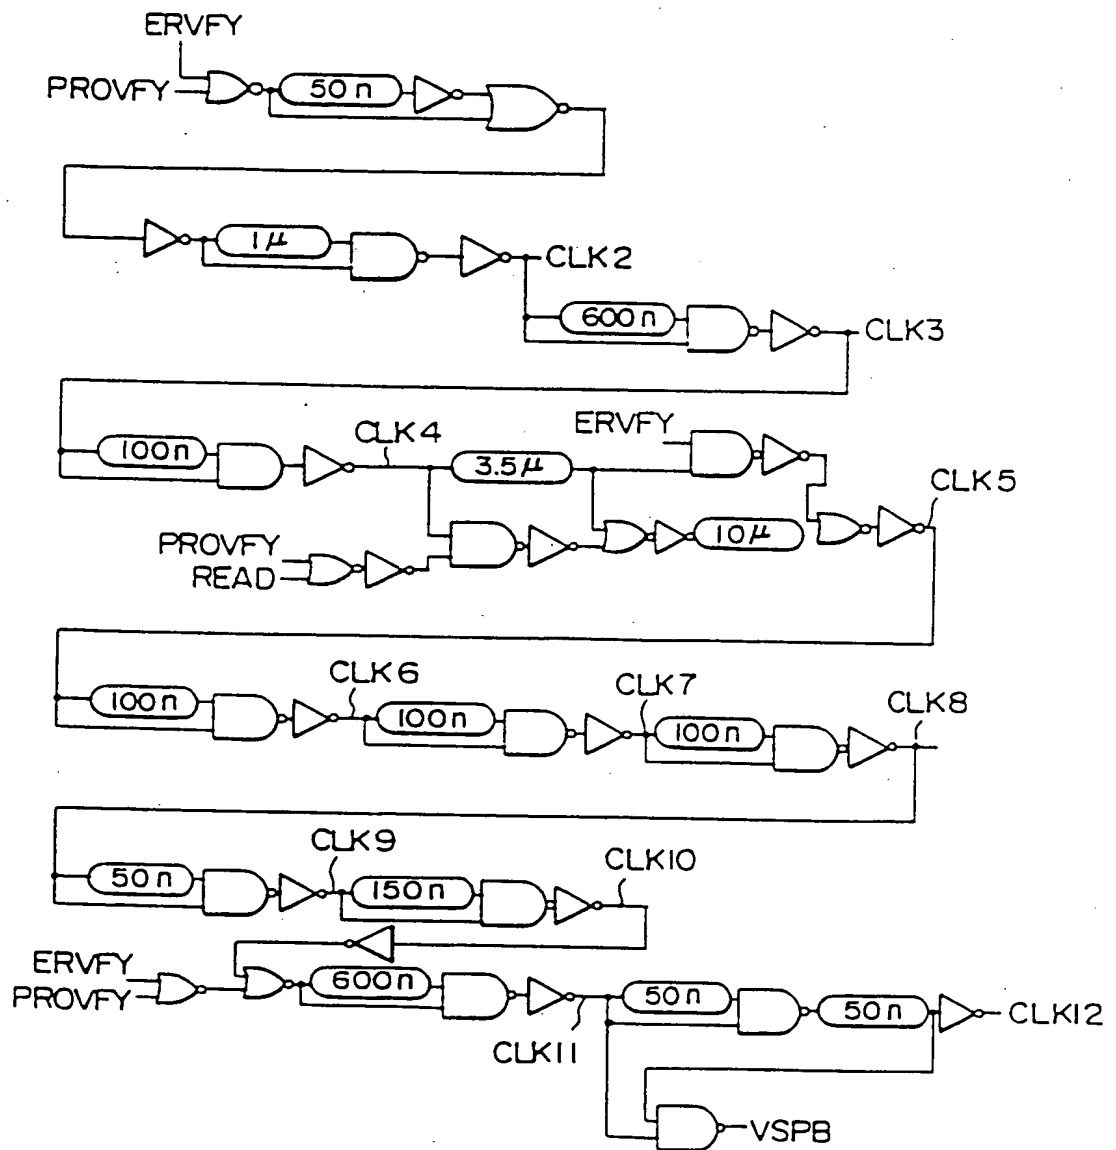 ERVFY
PROVFY
50n
1μ
CLK2
600n
CLK3
100n
CLK4
3.5μ
ERVFY
CLK5
PROVFY
READ
10μ
100n
CLK6
100n
CLK7
100n
CLK8
50n
CLK9
150n
CLK10
ERVFY
PROVFY
600n
CLK11
50n
50n
CLK12
VSPB